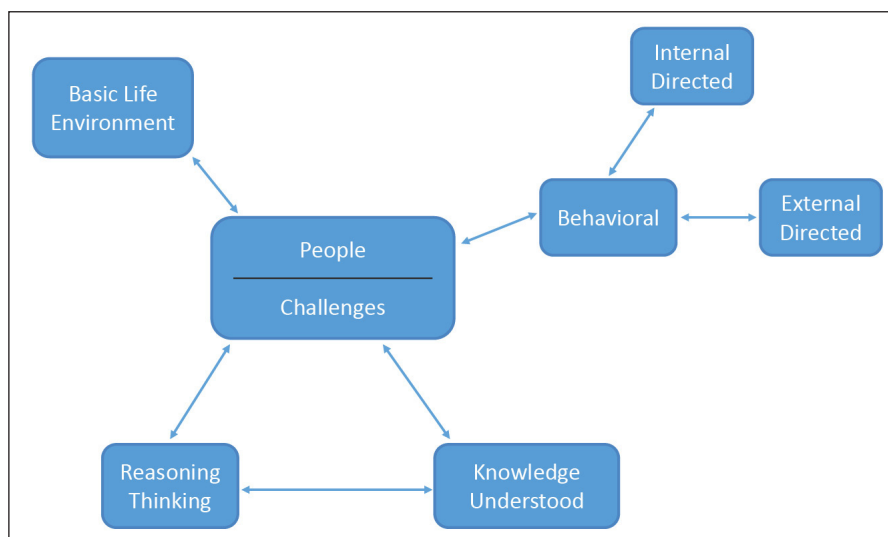 Internal
Directed
Basic Life
Environment
Behavioral
External
Directed
People
Challenges
Reasoning
Thinking
Knowledge
Understood